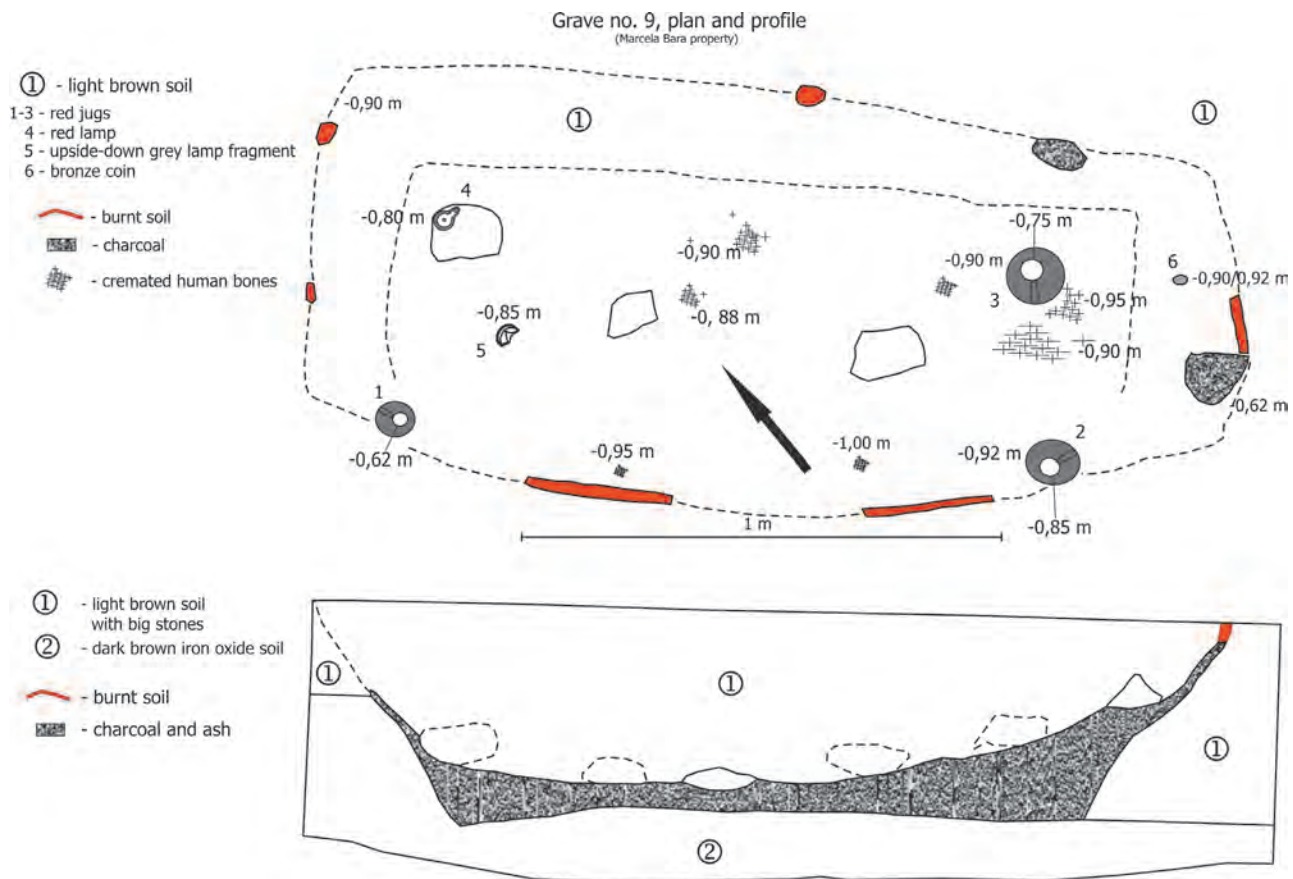 Grave no. 9, plan and profile
(Marcela Bara property)
① - light brown soil
1-3 - red jugs
4 - red lamp
5 - upside-down grey lamp fragment
6 - bronze coin
- burnt soil
- charcoal
- cremated human bones
-0,90 m
①
①
4
-0,80 m
-0,90 m
-0,75 m
-0,90 m
3
6
-0,90/0,92 m
-0,95 m
-0,85 m
5
-0, 88 m
-0,90 m
1
-0,62 m
-0,62 m
-0,95 m
-1,00 m
2
-0,92 m
-0,85 m
1 m
① - light brown soil
with big stones
② - dark brown iron oxide soil
- burnt soil
- charcoal and ash
①
①
①
②